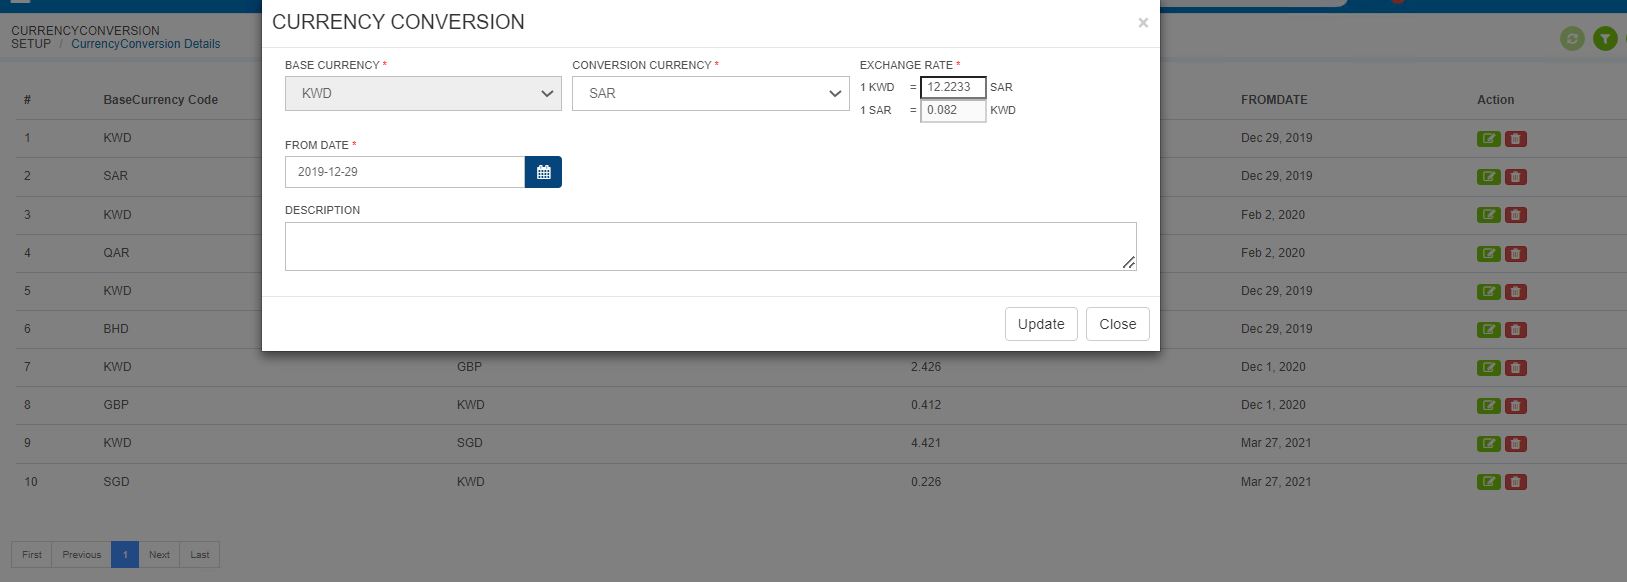 CURRENCY CONVERSION ×
CURRENCYCONVERSION
SETUP / CurrencyConversion Details
BASE CURRENCY * CONVERSION CURRENCY * EXCHANGE RATE *
KWD SAR 1 KWD = 12.2233 SAR
1 SAR = 0.082 KWD
FROM DATE *
2019-12-29
DESCRIPTION
Update Close
# BaseCurrency Code FROMDATE Action
1 KWD Dec 29, 2019
2 SAR Dec 29, 2019
3 KWD Feb 2, 2020
4 QAR Feb 2, 2020
5 KWD Dec 29, 2019
6 BHD Dec 29, 2019
7 KWD GBP 2.426 Dec 1, 2020
8 GBP KWD 0.412 Dec 1, 2020
9 KWD SGD 4.421 Mar 27, 2021
10 SGD KWD 0.226 Mar 27, 2021
First Previous 1 Next Last